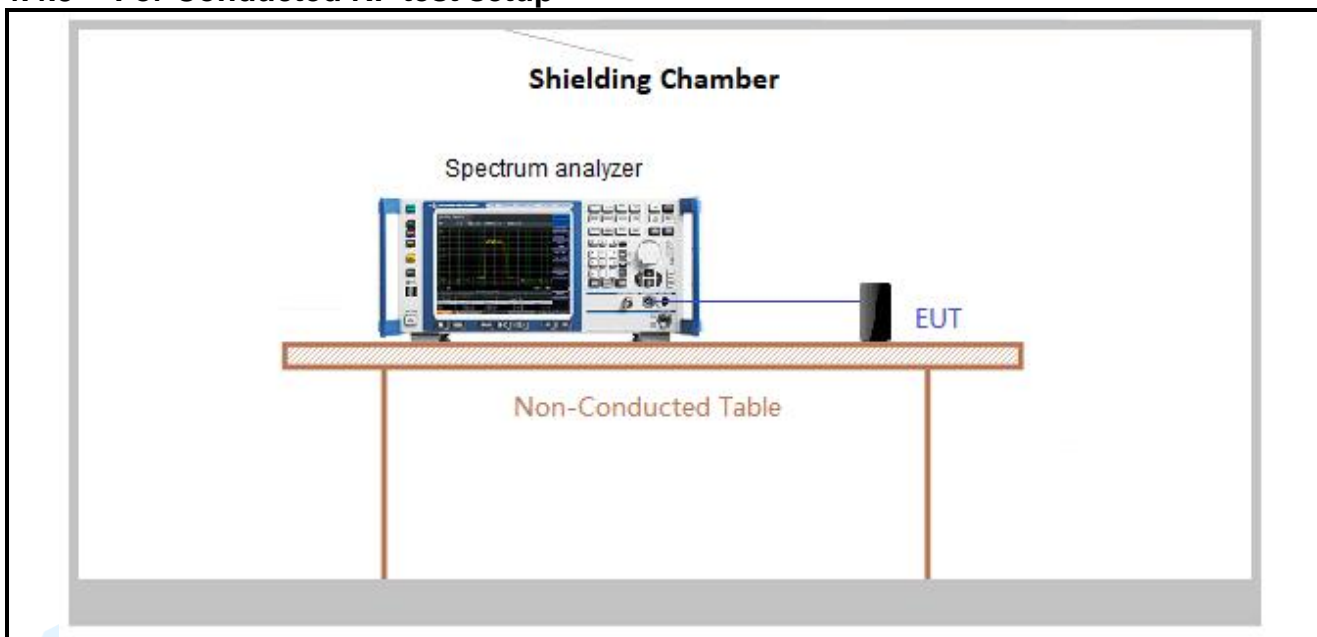 For Conducted RF test setup
Shielding Chamber
Spectrum analyzer
EUT
Non-Conducted Table